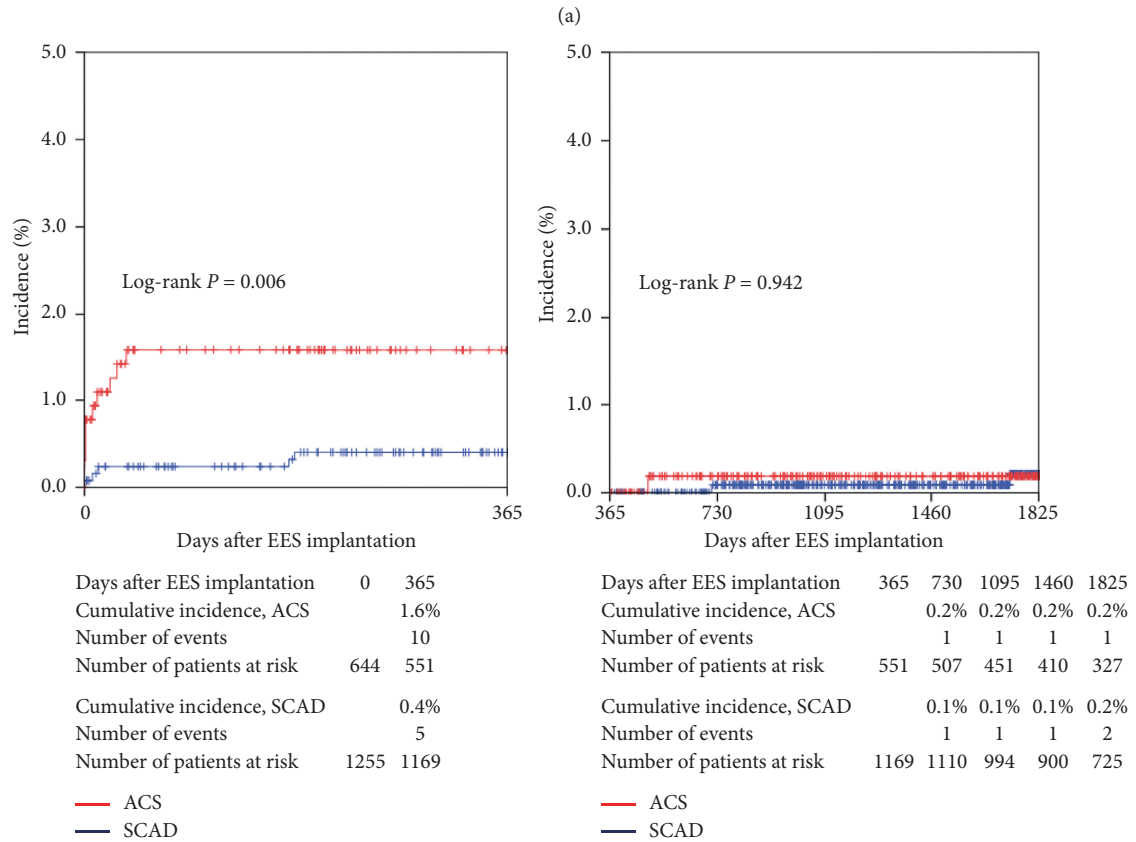 (a)
5.0
4.0
3.0
2.0
1.0
0.0
Incidence (%)
Log-rank P = 0.006
0 365
Days after EES implantation
Days after EES implantation 0 365
Cumulative incidence, ACS 1.6%
Number of events 10
Number of patients at risk 644 551
Cumulative incidence, SCAD 0.4%
Number of events 5
Number of patients at risk 1255 1169
ACS
SCAD
5.0
4.0
3.0
2.0
1.0
0.0
Incidence (%)
Log-rank P = 0.942
365 730 1095 1460 1825
Days after EES implantation
Days after EES implantation 365 730 1095 1460 1825
Cumulative incidence, ACS 0.2% 0.2% 0.2% 0.2%
Number of events 1 1 1 1
Number of patients at risk 551 507 451 410 327
Cumulative incidence, SCAD 0.1% 0.1% 0.1% 0.2%
Number of events 1 1 1 2
Number of patients at risk 1169 1110 994 900 725
ACS
SCAD